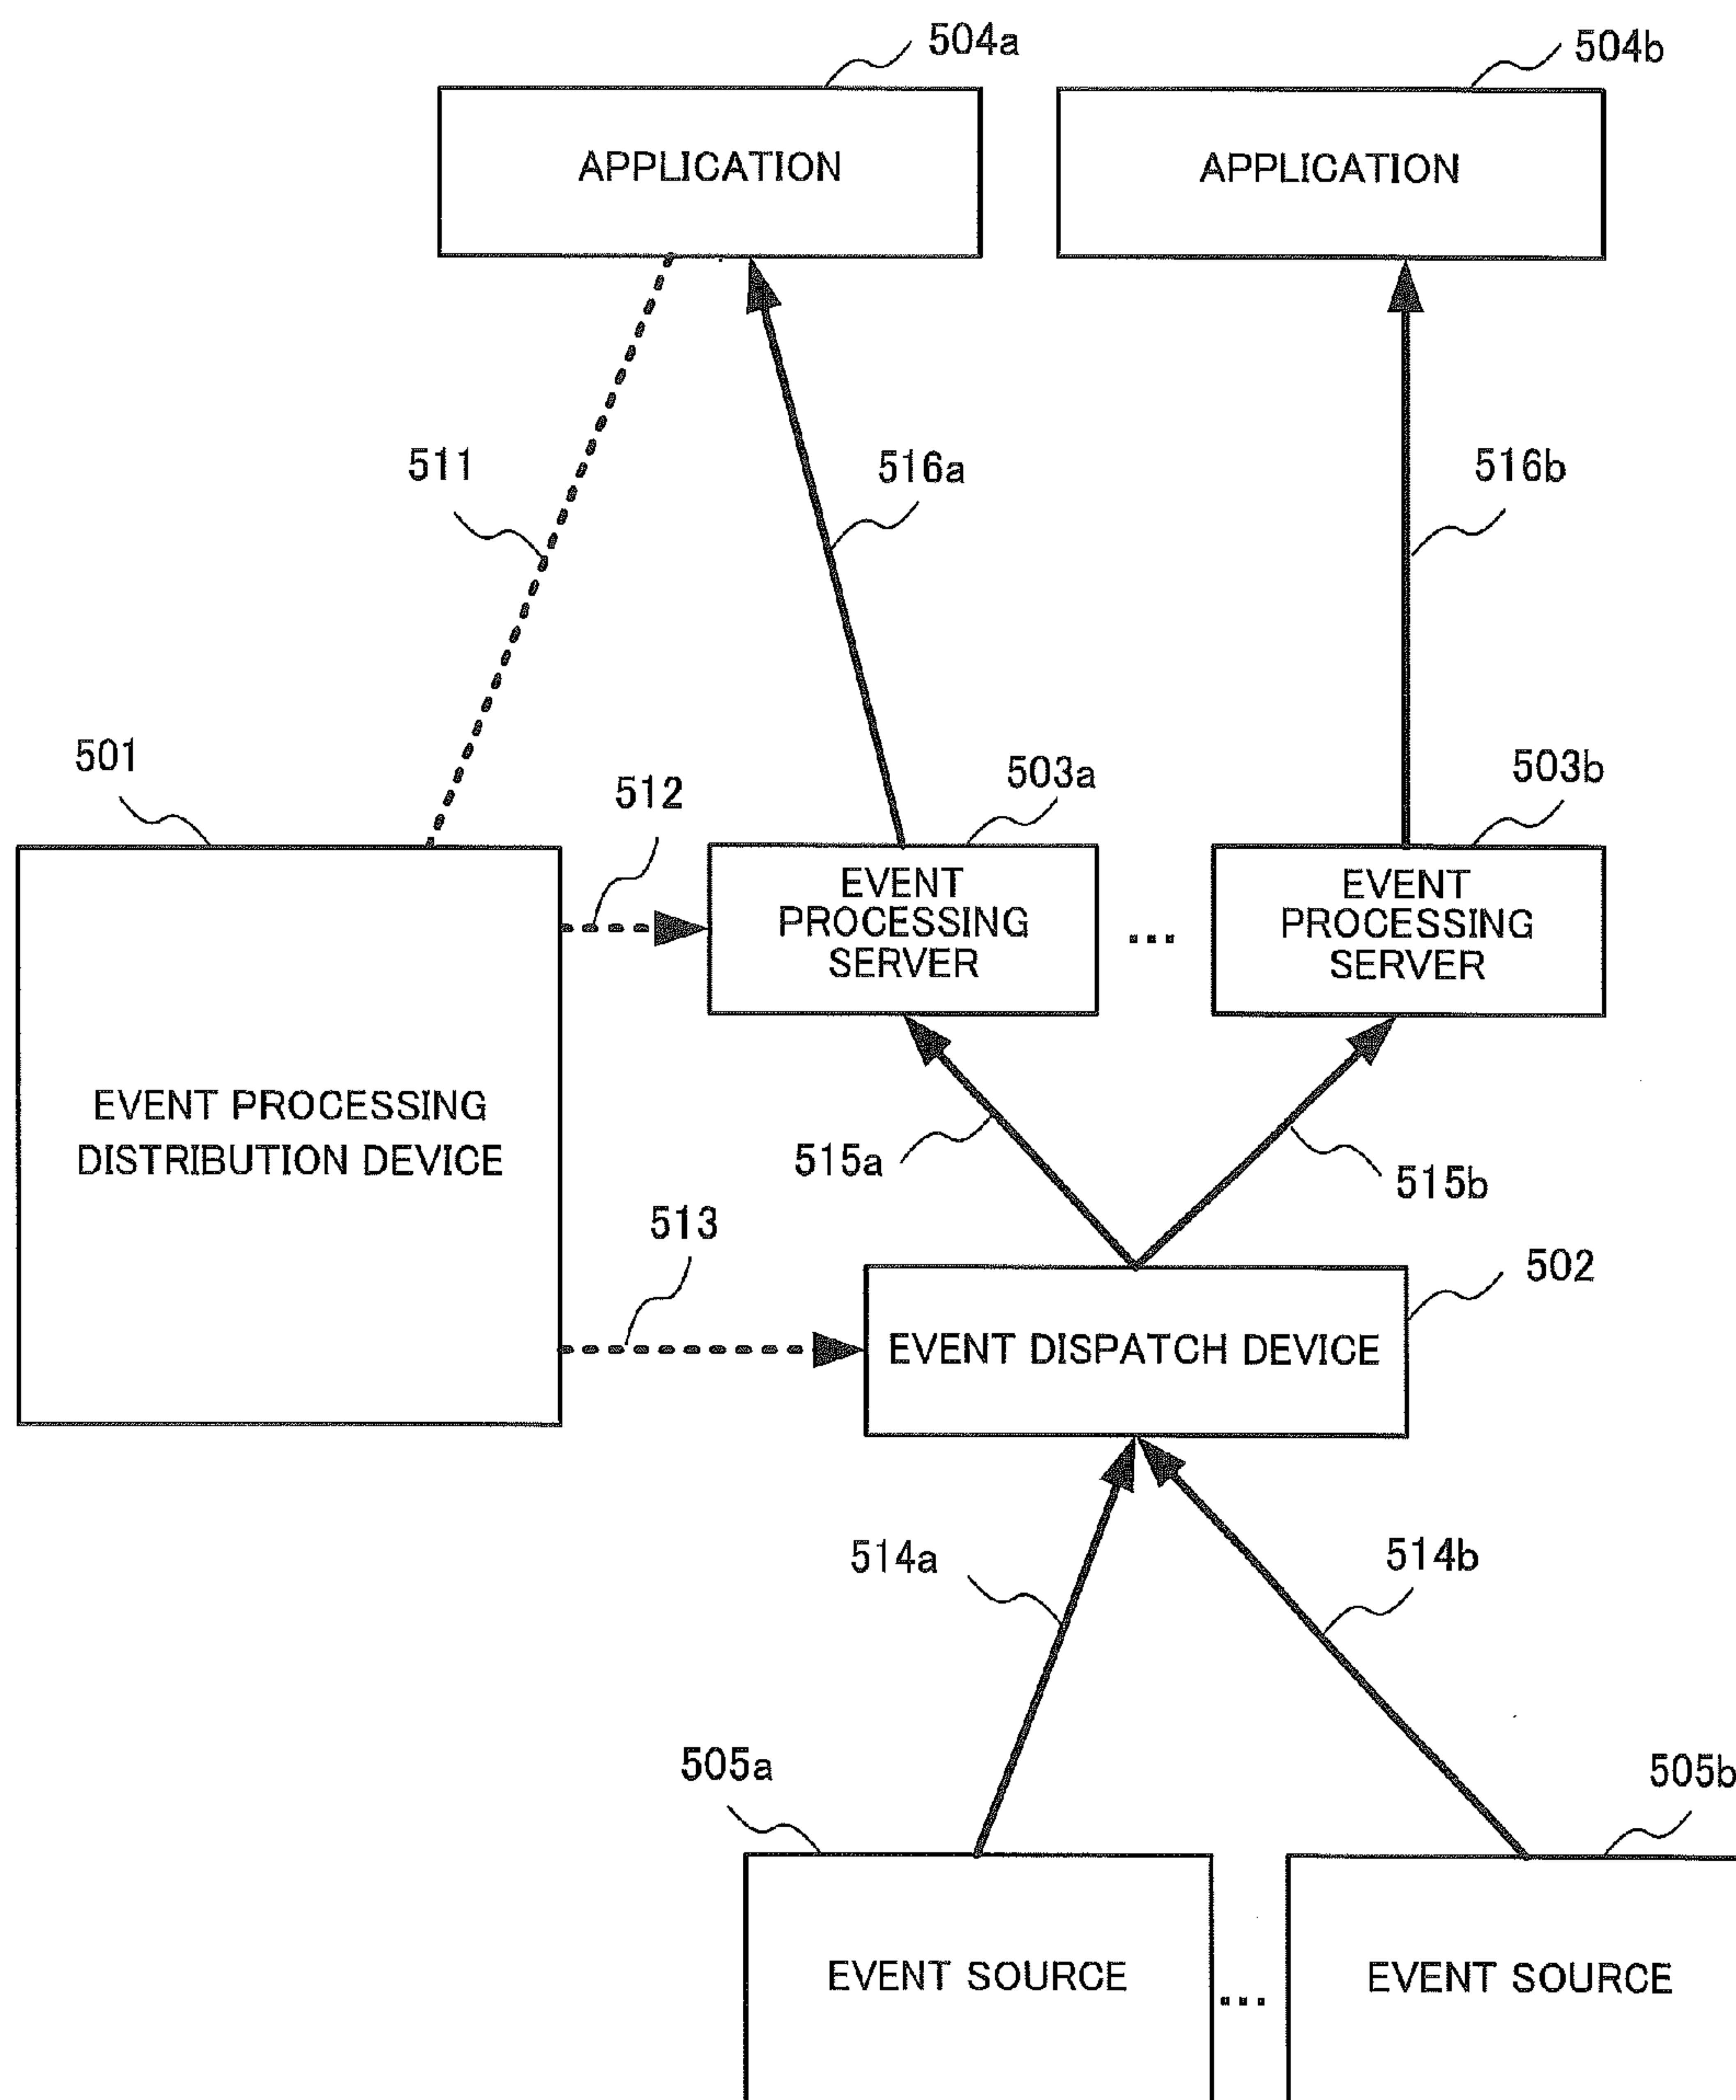 504a
504b
APPLICATION
APPLICATION
511
516a
516b
501
512
503a
503b
EVENT
PROCESSING
SERVER
...
EVENT
PROCESSING
SERVER
EVENT PROCESSING
DISTRIBUTION DEVICE
515a
515b
513
502
EVENT DISPATCH DEVICE
514a
514b
505a
505b
EVENT SOURCE
...
EVENT SOURCE